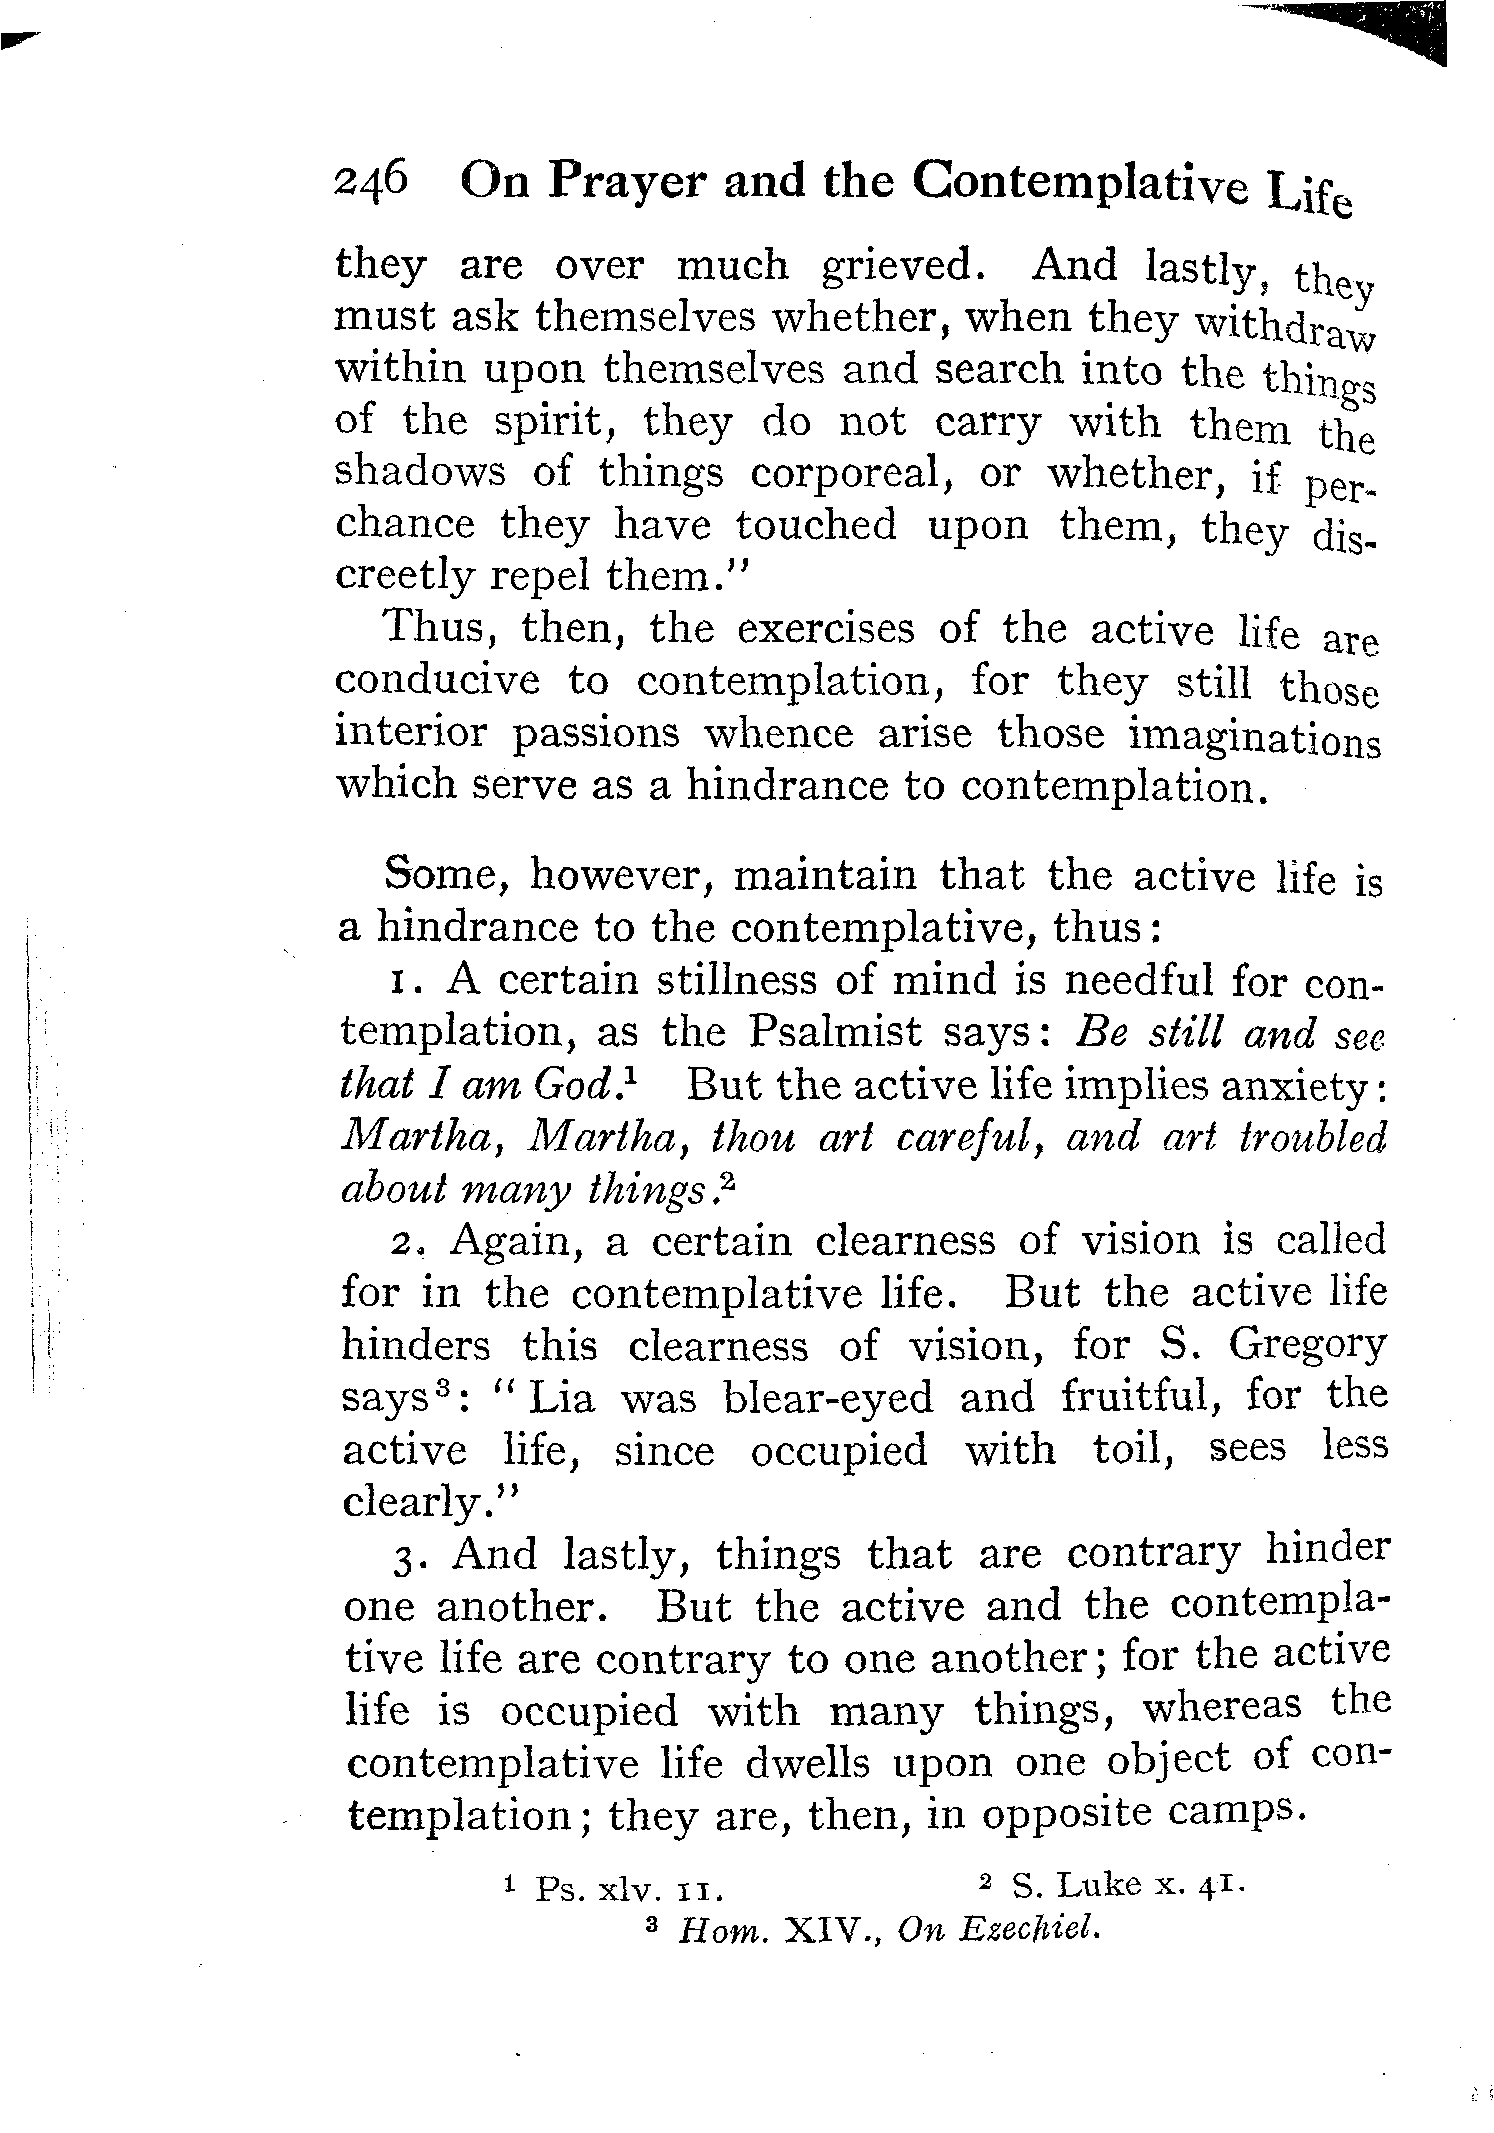 246 On Prayer and the Contemplative Life
they are over much grieved. And lastly, they
must ask themselves whether, when they withdraw
within upon themselves and search into the things
of the spirit, they do not carry with them the
shadows of things corporeal, or whether, if per-
chance they have touched upon them, they dis-
creetly repel them."
Thus, then, the exercises of the active life are
conducive to contemplation, for they still those
interior passions whence arise those imaginations
which serve as a hindrance to contemplation.
Some, however, maintain that the active life is
a hindrance to the contemplative, thus:
1. A certain stillness of mind is needful for con-
templation, as the Psalmist says: Be still and see
that I am God.¹ But the active life implies anxiety:
Martha, Martha, thou art careful, and art troubled
about many things.²
2. Again, a certain clearness of vision is called
for in the contemplative life. But the active life
hinders this clearness of vision, for S. Gregory
says³: "Lia was blear-eyed and fruitful, for the
active life, since occupied with toil, sees less
clearly."
3. And lastly, things that are contrary hinder
one another. But the active and the contempla-
tive life are contrary to one another; for the active
life is occupied with many things, whereas the
contemplative life dwells upon one object of con-
templation; they are, then, in opposite camps.
¹ Ps. xlv. 11. ² S. Luke x. 41.
³ Hom. XIV., On Ezechiel.